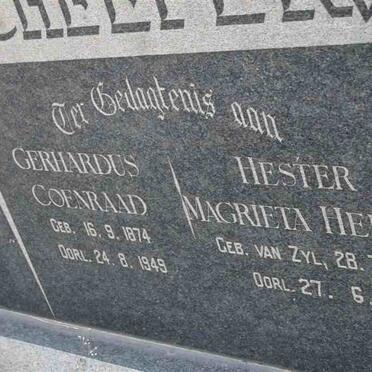 Ter Gedagtenis aan
GERHARDUS
COENRAAD
GEB. 16. 9. 1874
OORL. 24. 8. 1949
HESTER
MAGRIETA
GEB. VAN ZYL, 28.
OORL. 27. 6.